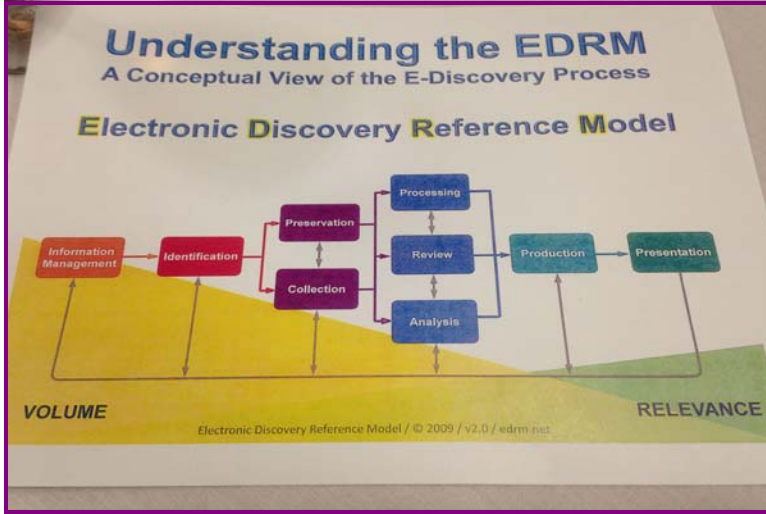 Understanding the EDRM
A Conceptual View of the E-Discovery Process
Electronic Discovery Reference Model
Processing
Preservation
Information
Management
Identification
Review
Production
Presentation
Collection
Analysis
VOLUME
RELEVANCE
Electronic Discovery Reference Model / © 2009 / v2.0 / edrm.net